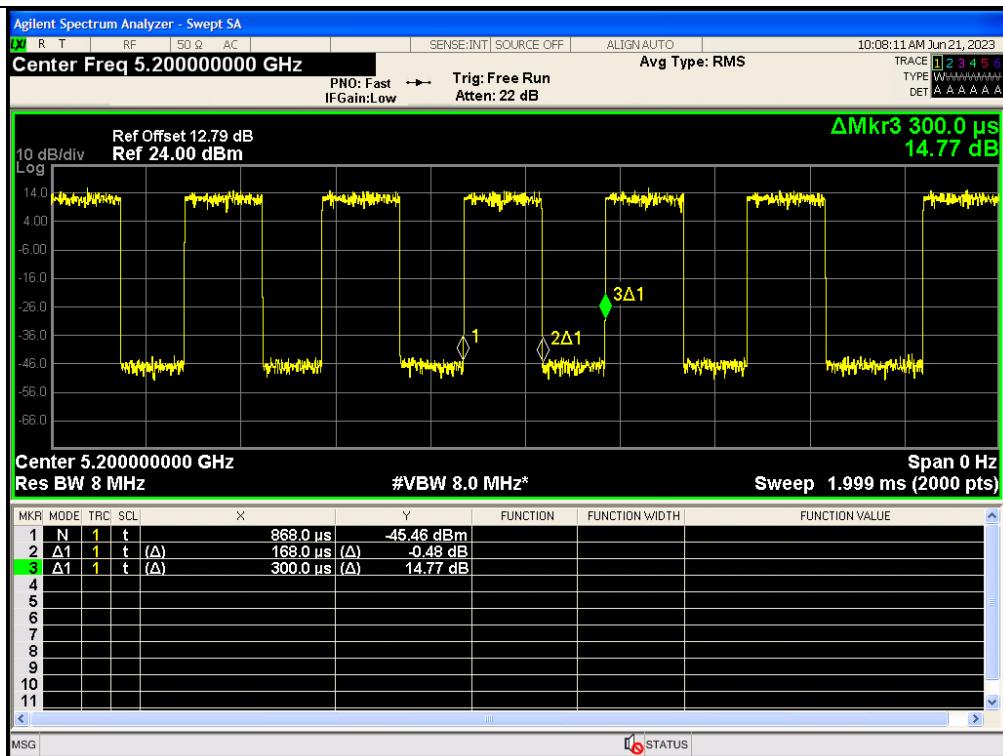 Agilent Spectrum Analyzer - Swept SA
LXI R T RF 50 Ω AC SENSE:INT SOURCE OFF ALIGN AUTO 10:08:11 AM Jun 21, 2023
Center Freq 5.200000000 GHz Avg Type: RMS TRACE 1 2 3 4 5 6
PNO: Fast Trig: Free Run TYPE WWWWWW
IFGain:Low Atten: 22 dB DET A A A A A A
Ref Offset 12.79 dB ΔMkr3 300.0 µs
10 dB/div Ref 24.00 dBm 14.77 dB
Log
14.0
4.00
-6.00
-16.0
3Δ1
-26.0
-36.0
1 2Δ1
-46.0
-56.0
-66.0
Center 5.200000000 GHz Span 0 Hz
Res BW 8 MHz #VBW 8.0 MHz* Sweep 1.999 ms (2000 pts)
MKR MODE TRC SCL X Y FUNCTION FUNCTION WIDTH FUNCTION VALUE
1 N 1 t 868.0 µs -45.46 dBm
2 Δ1 1 t (Δ) 168.0 µs (Δ) -0.48 dB
3 Δ1 1 t (Δ) 300.0 µs (Δ) 14.77 dB
4
5
6
7
8
9
10
11
MSG STATUS